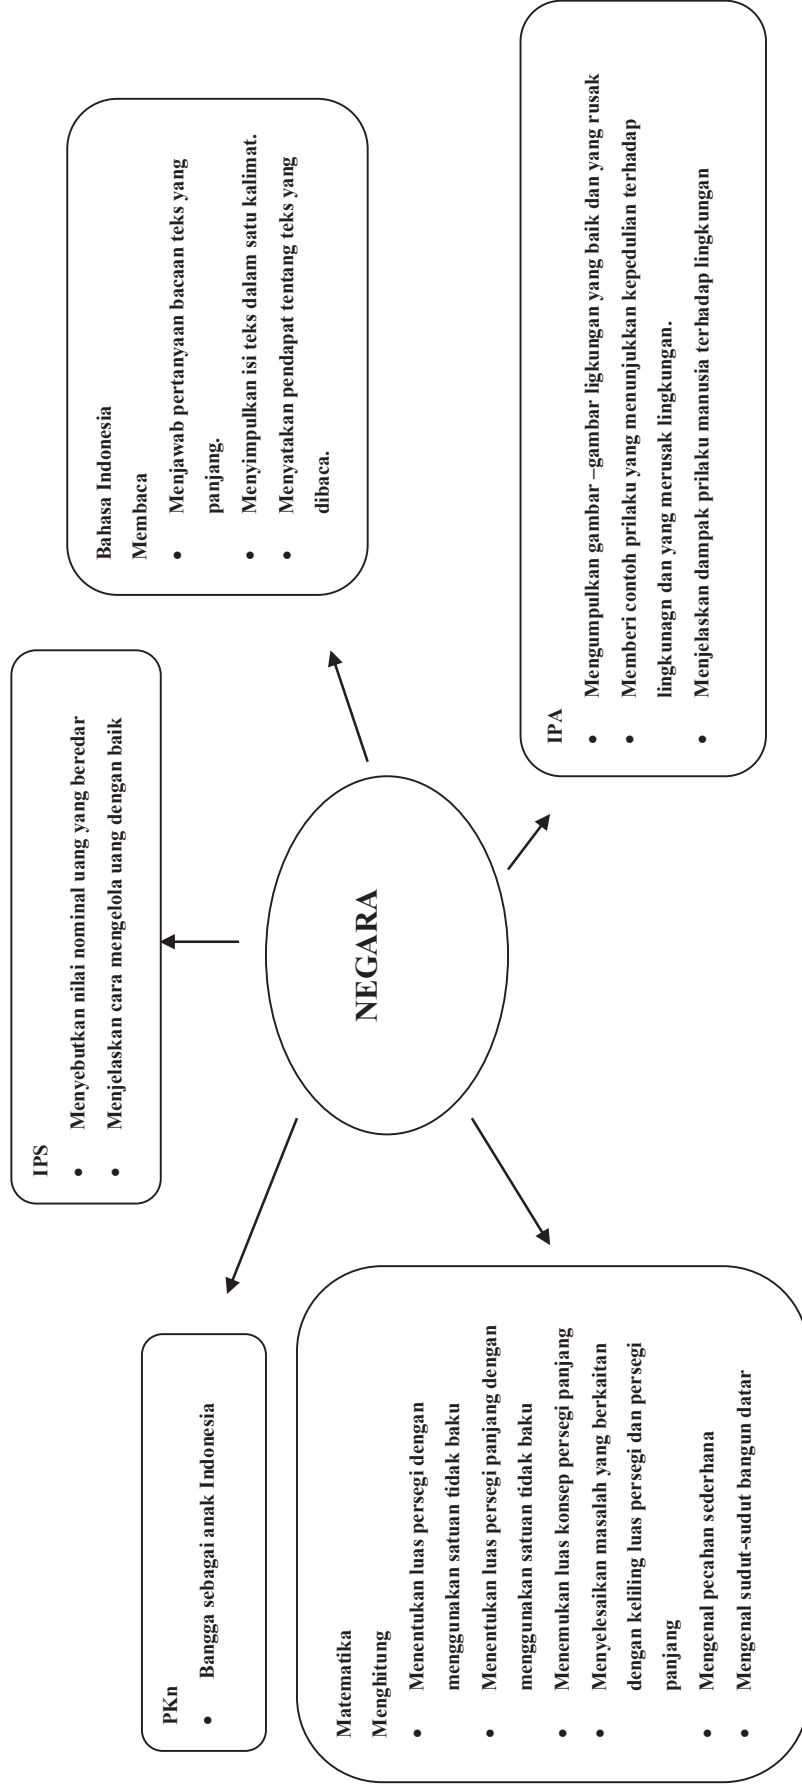 PKn
• Bangga sebagai anak Indonesia
IPS
• Menyebutkan nilai nominal uang yang beredar
• Menjelaskan cara mengelola uang dengan baik
Bahasa Indonesia
Membaca
• Menjawab pertanyaan bacaan teks yang
panjang.
• Menyimpulkan isi teks dalam satu kalimat.
• Menyatakan pendapat tentang teks yang
dibaca.
NEGARA
Matematika
Menghitung
• Menentukan luas persegi dengan
menggunakan satuan tidak baku
• Menentukan luas persegi panjang dengan
menggunakan satuan tidak baku
• Menemukan luas konsep persegi panjang
• Menyelesaikan masalah yang berkaitan
dengan keliling luas persegi dan persegi
panjang
• Mengenal pecahan sederhana
• Mengenal sudut-sudut bangun datar
IPA
• Mengumpulkan gambar –gambar ligkungan yang baik dan yang rusak
• Memberi contoh prilaku yang menunjukkan kepedulian terhadap
lingkunagn dan yang merusak lingkungan.
• Menjelaskan dampak prilaku manusia terhadap lingkungan